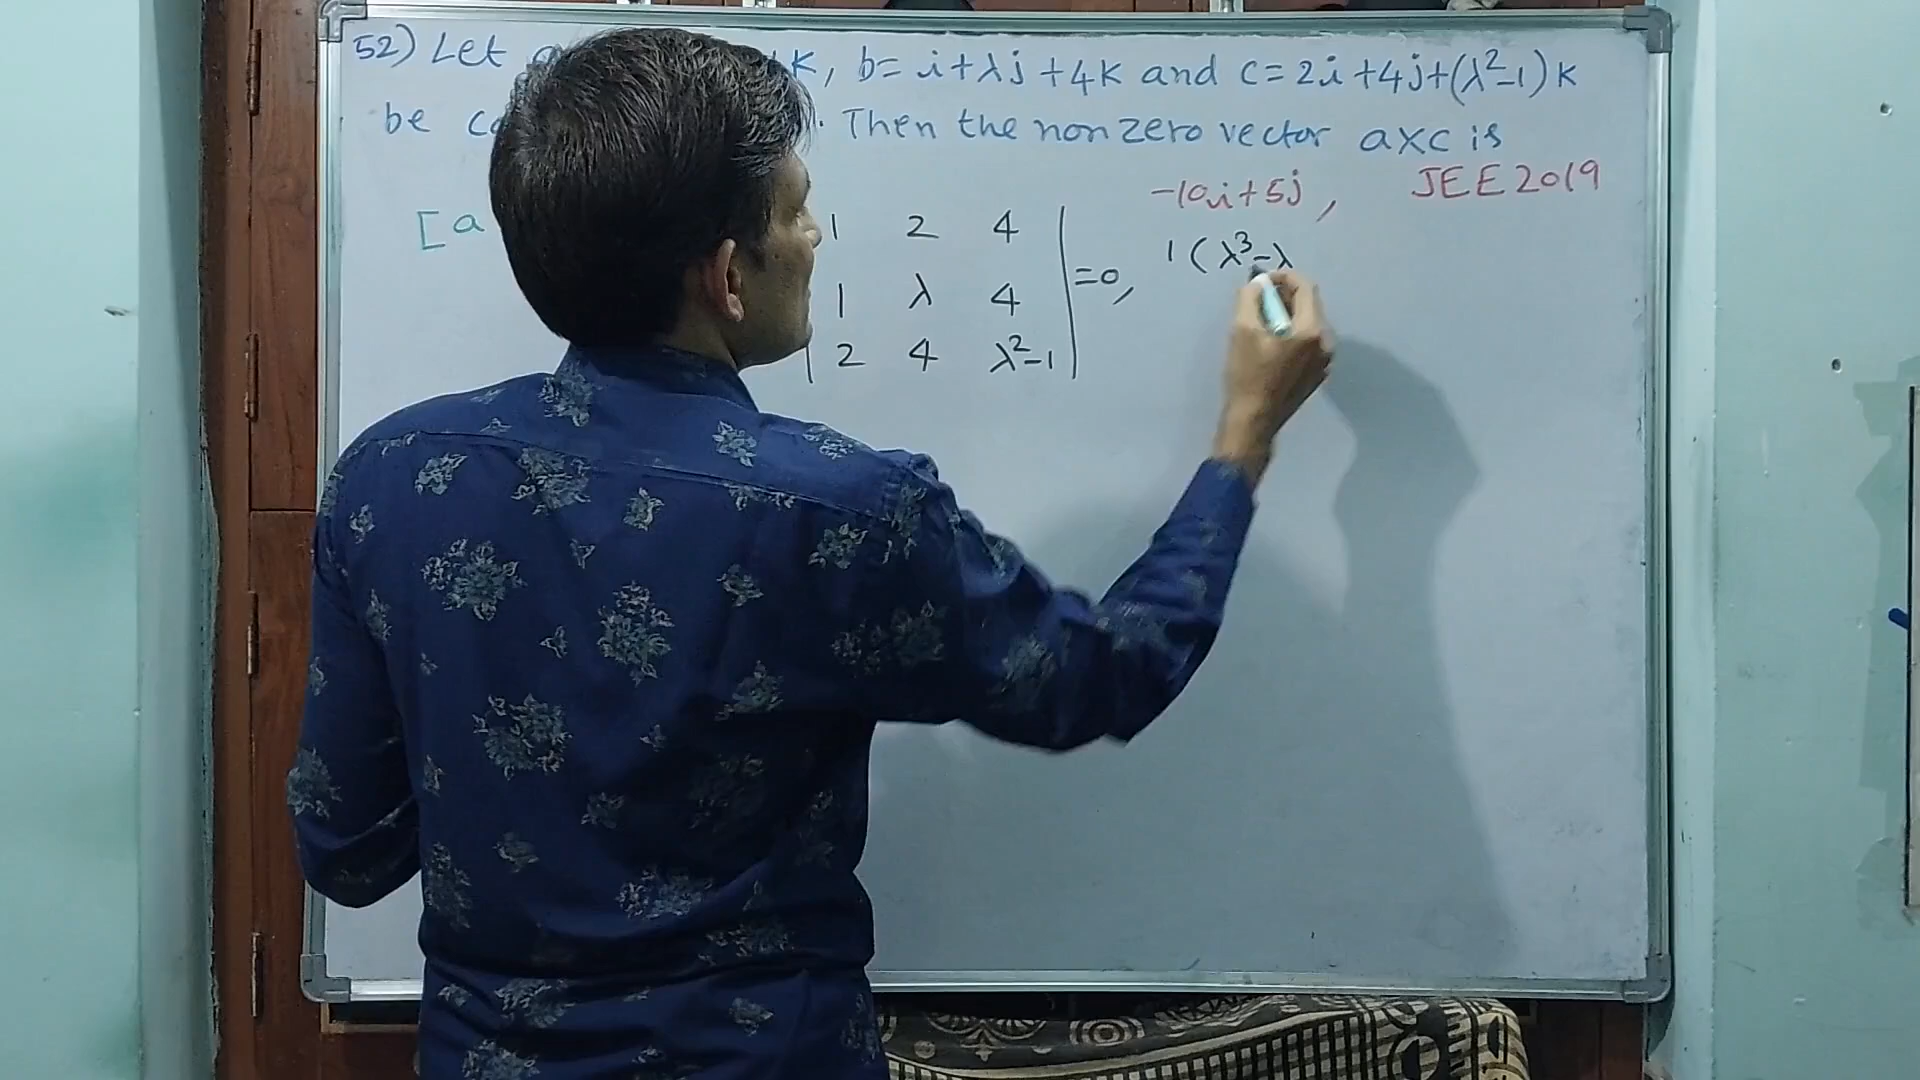 52) Let K, b= i+λj+4K and c=2i+4j+(λ²-1)K
be . Then the non zero vector axc is
-10i+5j, JEE 2019
[a 1 2 4 1(λ³-λ
1 λ 4 =0,
2 4 λ²-1